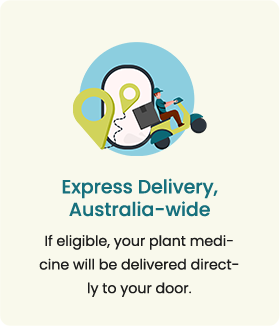 Express Delivery,
Australia-wide
If eligible, your plant medi-
cine will be delivered direct-
ly to your door.